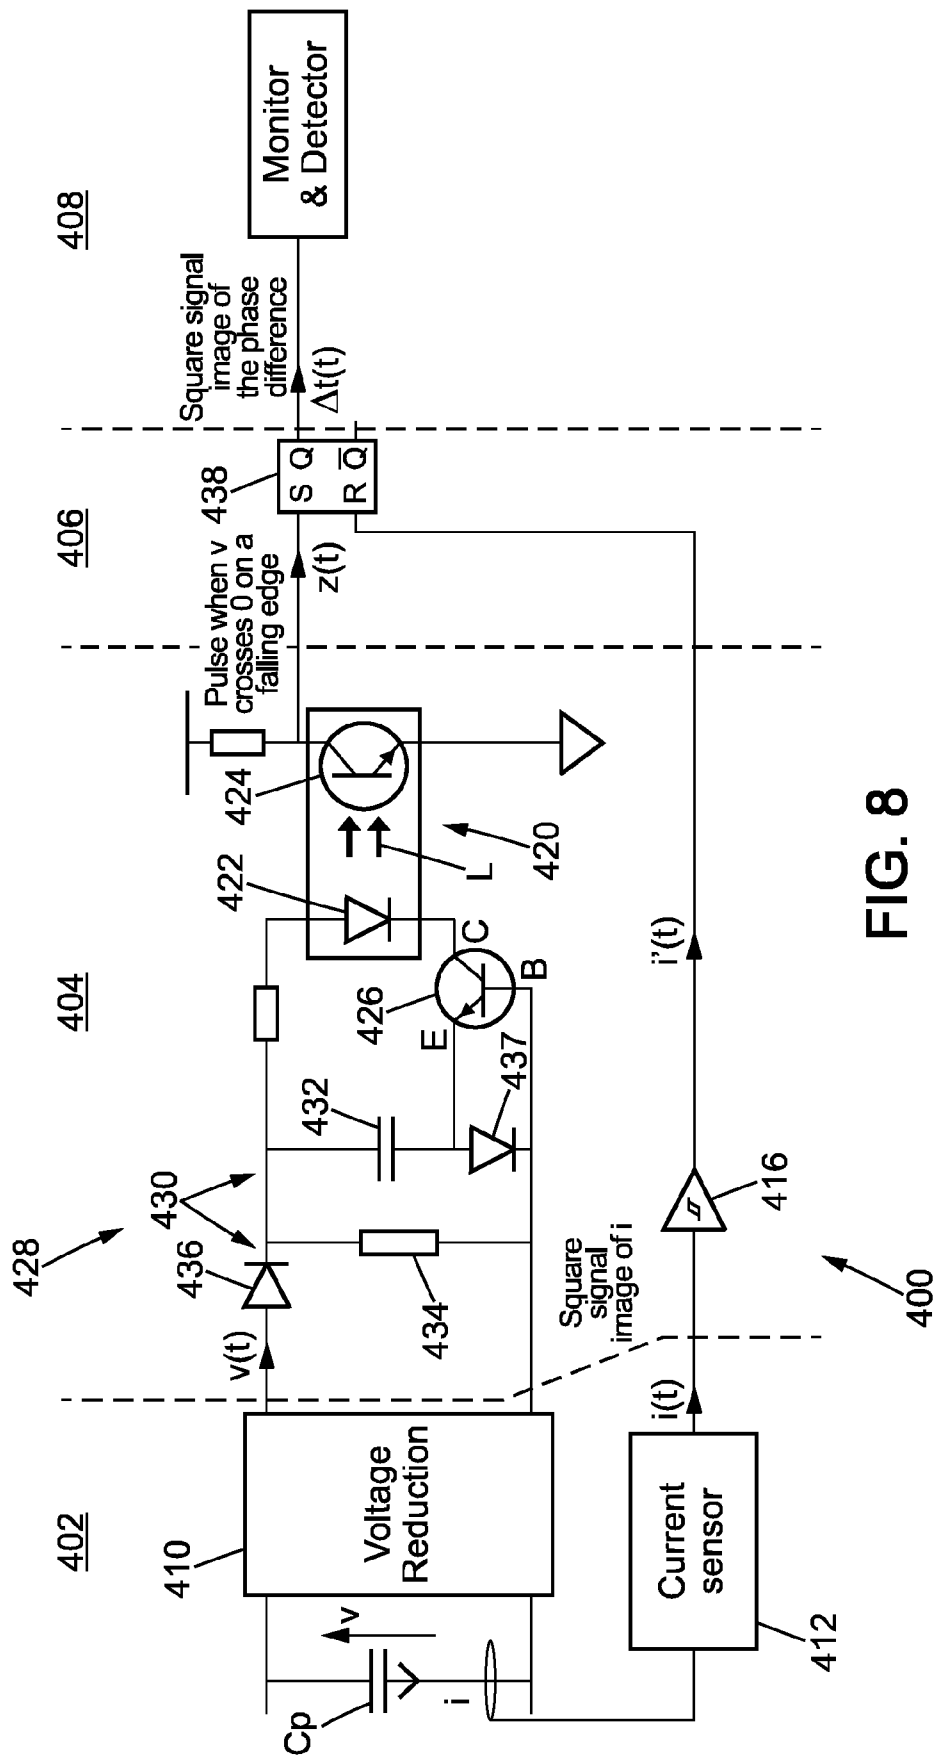 402
404
406
408
428
430
410
Voltage
Reduction
v(t)
436
434
432
437
E
C
B
426
422
424
L
420
Pulse when v
crosses 0 on a
falling edge
z(t)
438
S Q
R Q̅
Square signal
image of
the phase
difference
Δt(t)
Monitor
& Detector
Cp
v
i
Current
sensor
412
i(t)
Square
signal
image of i
416
i'(t)
400
FIG. 8